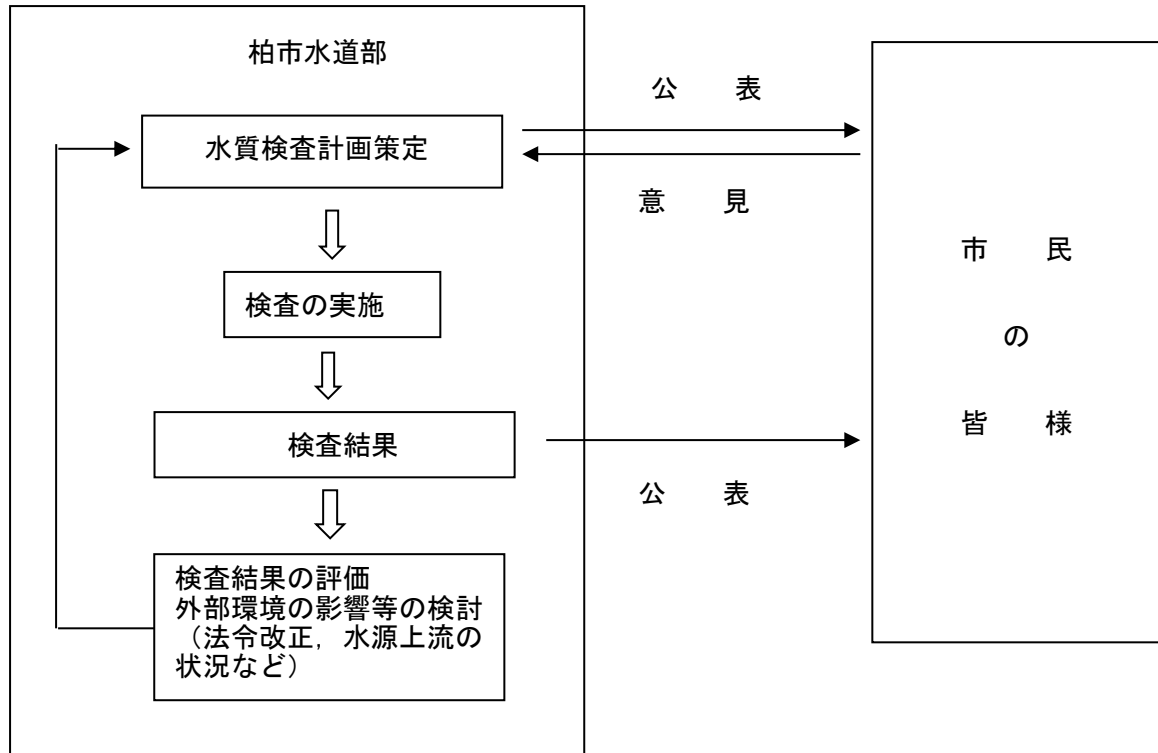 柏市水道部
公　　表
水質検査計画策定
意　　見
検査の実施
検査結果
公　　表
検査結果の評価
外部環境の影響等の検討
（法令改正，水源上流の
状況など）
市　　民
の
皆　　様